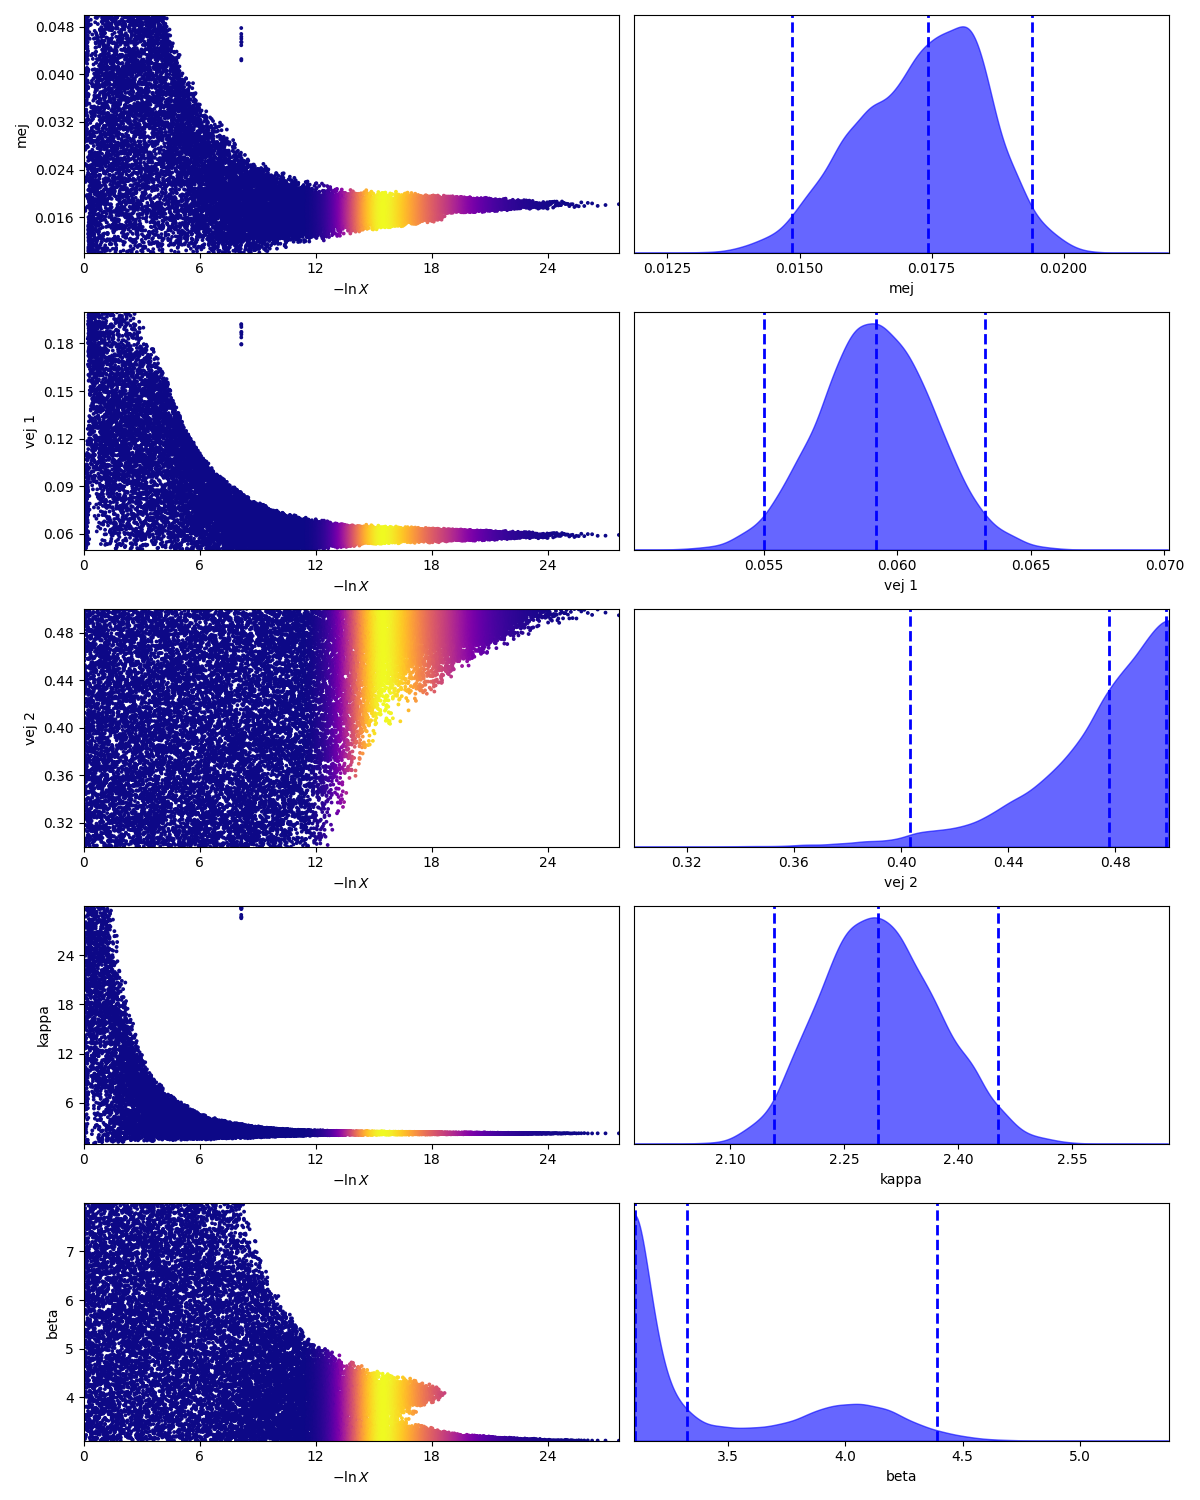 0.048
0.040
0.032
0.024
0.016
mej
0 6 12 18 24
−ln X
0.0125 0.0150 0.0175 0.0200
mej
0.18
0.15
0.12
0.09
0.06
vej 1
0 6 12 18 24
−ln X
0.055 0.060 0.065 0.070
vej 1
0.48
0.44
0.40
0.36
0.32
vej 2
0 6 12 18 24
−ln X
0.32 0.36 0.40 0.44 0.48
vej 2
24
18
12
6
kappa
0 6 12 18 24
−ln X
2.10 2.25 2.40 2.55
kappa
7
6
5
4
beta
0 6 12 18 24
−ln X
3.5 4.0 4.5 5.0
beta